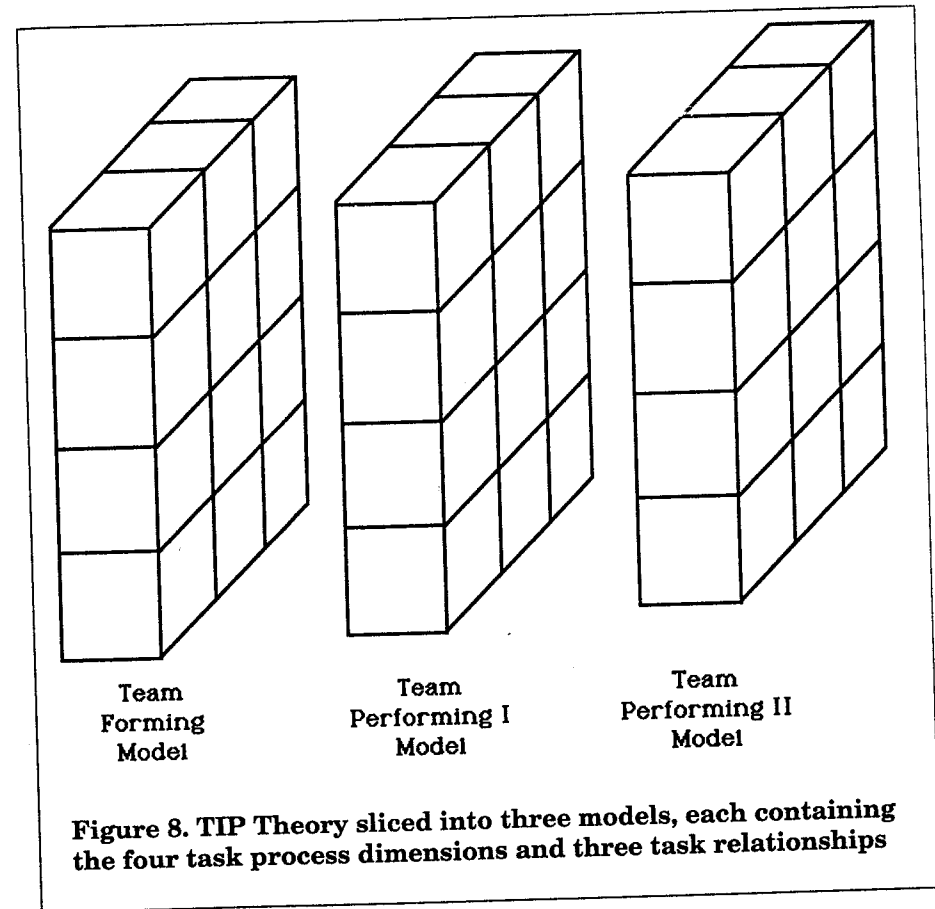 Team
Forming
Model
Team
Performing I
Model
Team
Performing II
Model
Figure 8. TIP Theory sliced into three models, each containing
the four task process dimensions and three task relationships